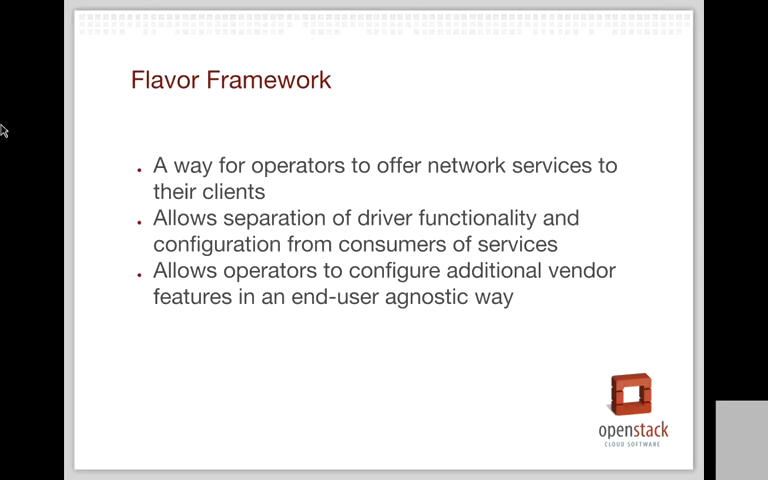 Flavor Framework
. A way for operators to offer network services to
their clients
. Allows separation of driver functionality and
configuration from consumers of services
. Allows operators to configure additional vendor
features in an end-user agnostic way
openstack
CLOUD SOFTWARE